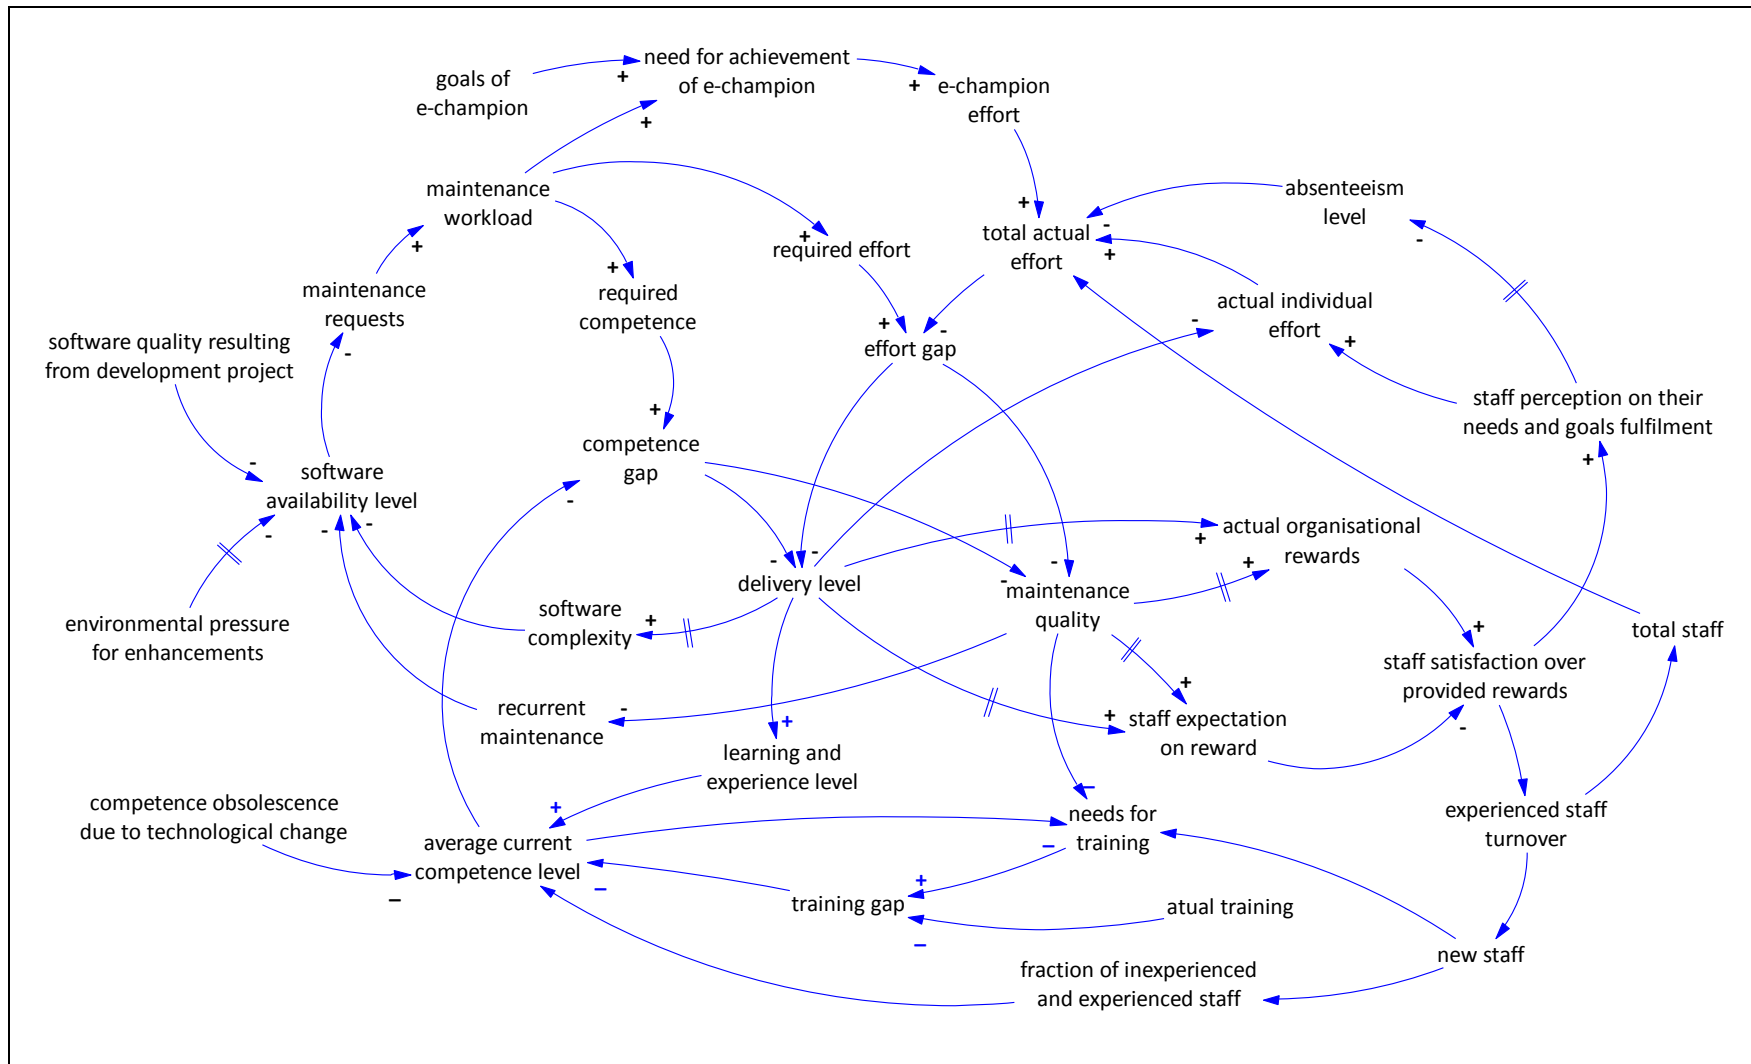 goals of
e-champion
need for achievement
of e-champion
e-champion
effort
maintenance
workload
absenteeism
level
required effort
total actual
effort
maintenance
requests
required
competence
actual individual
effort
software quality resulting
from development project
effort gap
staff perception on their
needs and goals fulfilment
competence
gap
software
availability level
actual organisational
rewards
delivery level
maintenance
quality
software
complexity
environmental pressure
for enhancements
total staff
staff satisfaction over
provided rewards
recurrent
maintenance
staff expectation
on reward
learning and
experience level
competence obsolescence
due to technological change
average current
competence level
needs for
training
experienced staff
turnover
training gap
atual training
new staff
fraction of inexperienced
and experienced staff